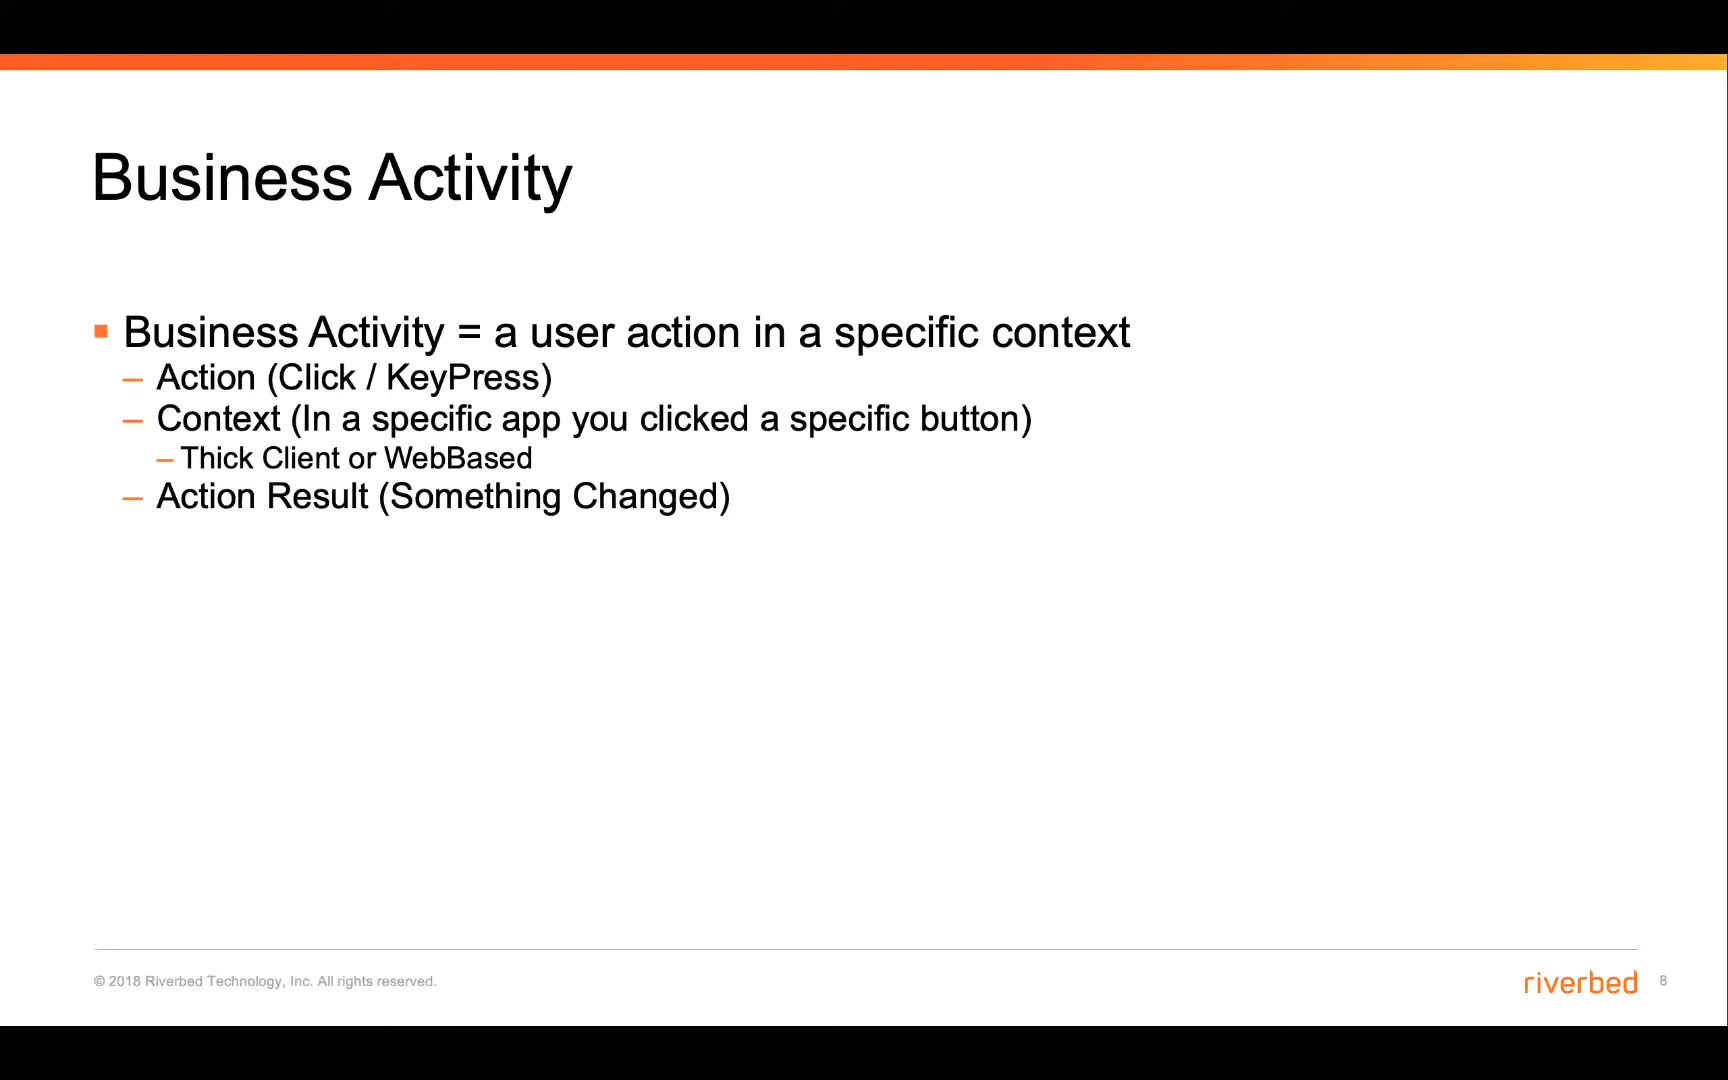 Business Activity
▪ Business Activity = a user action in a specific context
– Action (Click / KeyPress)
– Context (In a specific app you clicked a specific button)
– Thick Client or WebBased
– Action Result (Something Changed)
© 2018 Riverbed Technology, Inc. All rights reserved.
riverbed 8